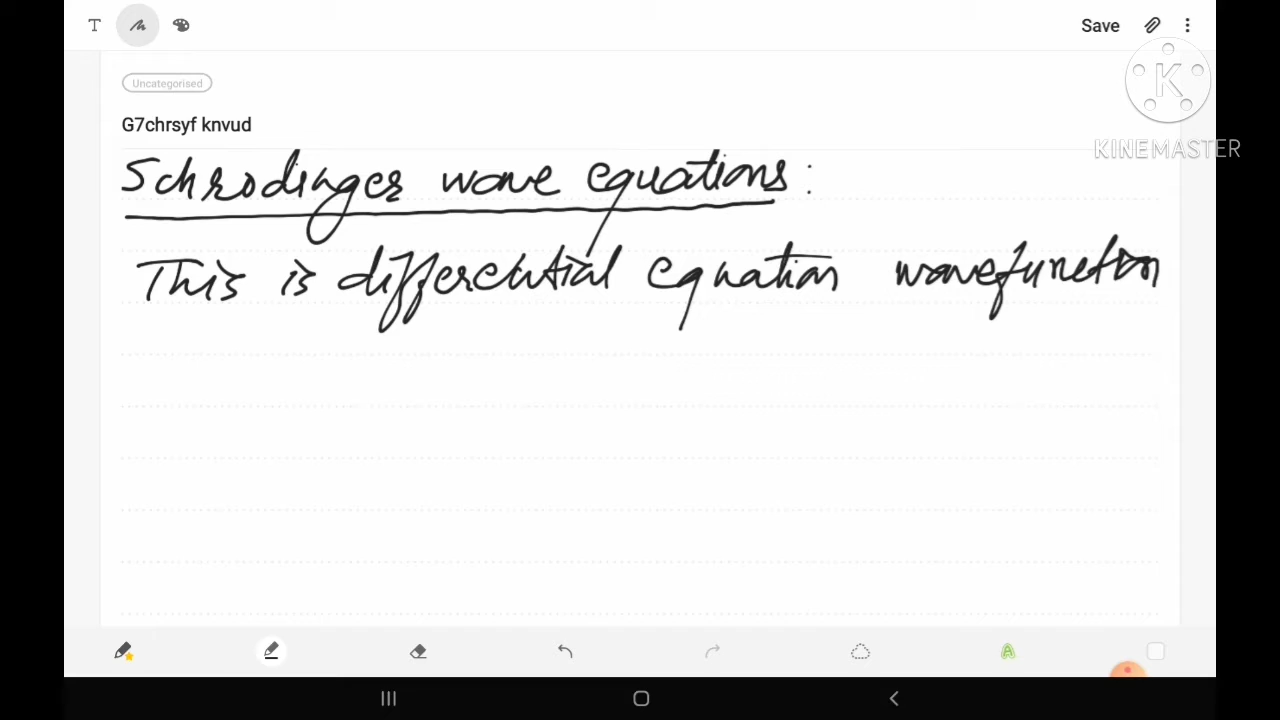 Save
Uncategorised
K
KINEMASTER
G7chrsyf knvud
Schrodinger wave equations:
This is differential equation wavefunction